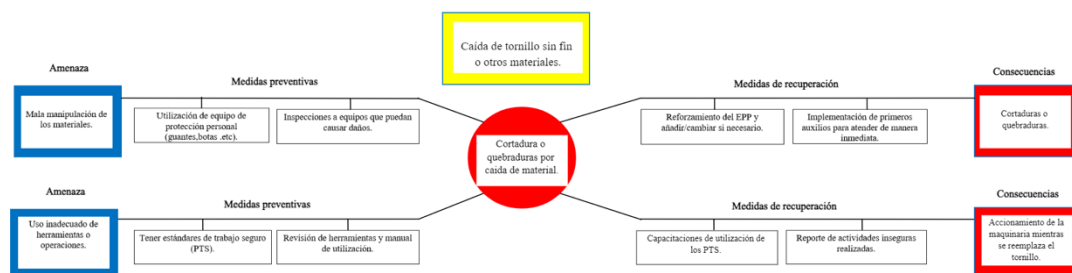 Caída de tornillo sin fin
o otros materiales.
Amenaza
Medidas preventivas
Medidas de recuperación
Consecuencias
Mala manipulación de
los materiales.
Utilización de equipo de
protección personal
(guantes,botas .etc).
Inspecciones a equipos que puedan
causar daños.
Cortadura o
quebraduras por
caida de material.
Reforzamiento del EPP y
añadir/cambiar si necesario.
Implementación de primeros
auxilios para atender de manera
inmediata.
Cortaduras o
quebraduras.
Amenaza
Medidas preventivas
Medidas de recuperación
Consecuencias
Uso inadecuado de
herramientas o
operaciones.
Tener estándares de trabajo seguro
(PTS).
Revisión de herramientas y manual
de utilización.
Capacitaciones de utilización de
los PTS.
Reporte de actividades inseguras
realizadas.
Accionamiento de la
maquinaria mientras
se reemplaza el
tornillo.